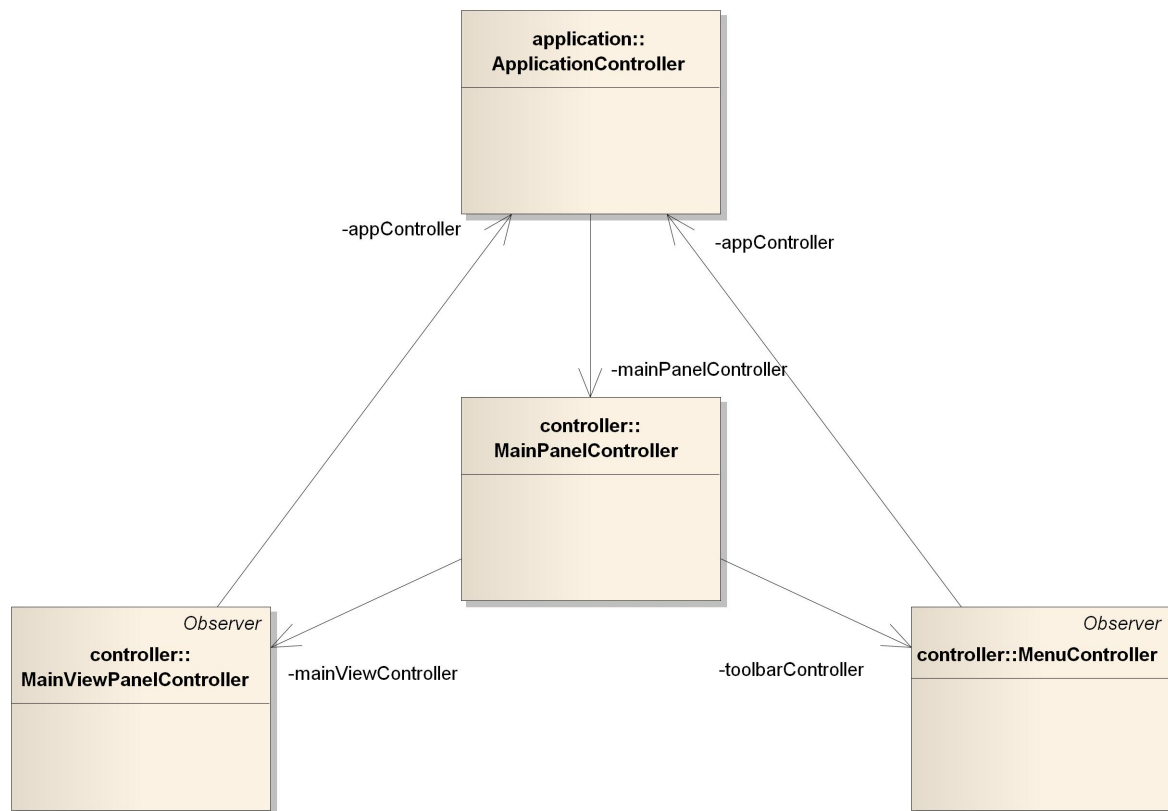 application::
ApplicationController
-appController
-appController
-mainPanelController
controller::
MainPanelController
Observer
controller::
MainViewPanelController
-mainViewController
-toolbarController
Observer
controller::MenuController